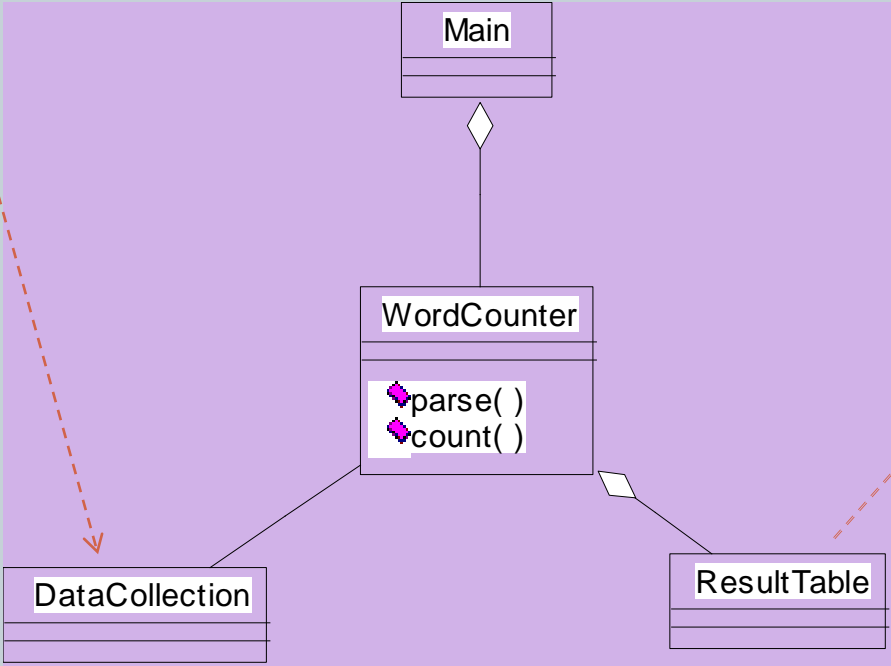 Main
WordCounter
parse( )
count( )
DataCollection
ResultTable